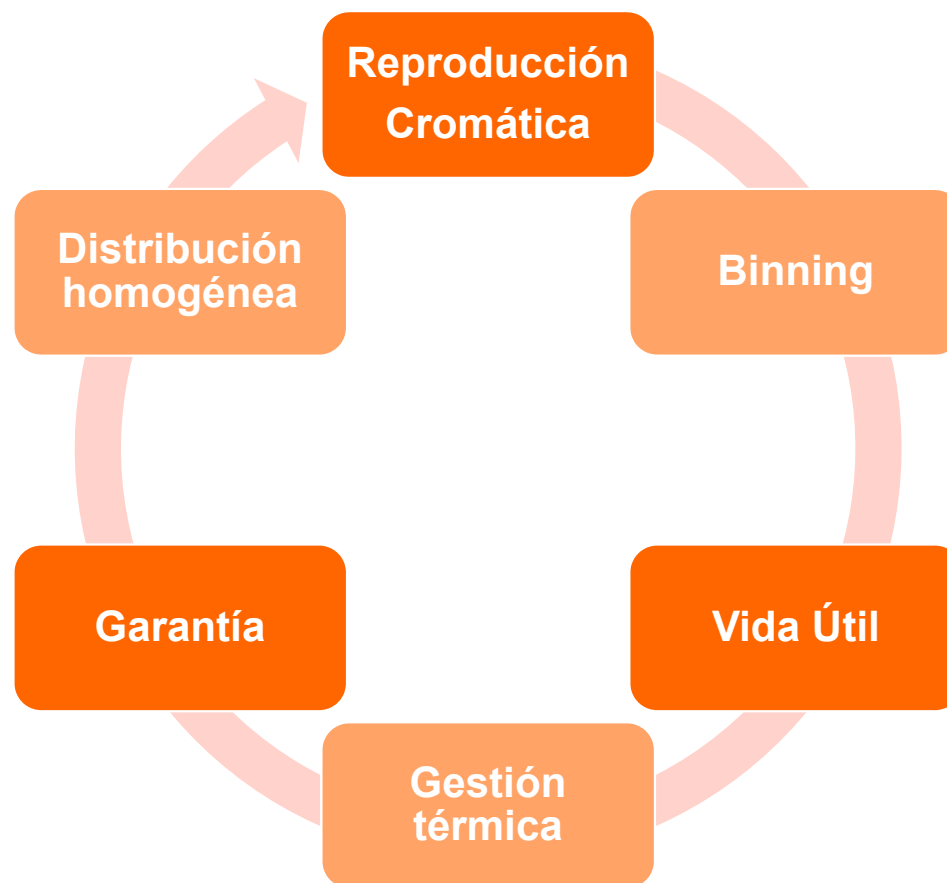 Reproducción
Cromática
Binning
Vida Útil
Gestión
térmica
Garantía
Distribución
homogénea